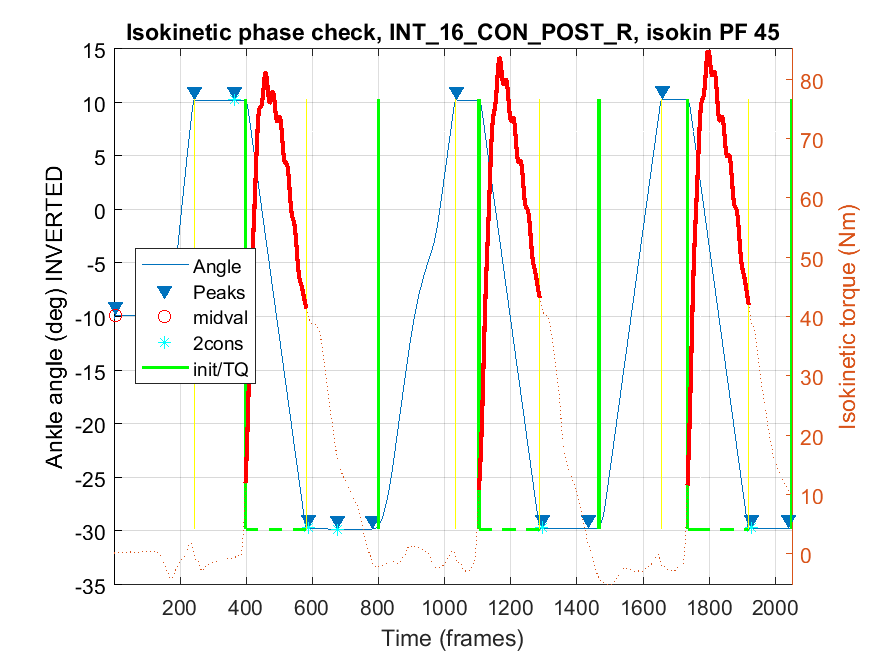 Isokinetic phase check, INT_16_CON_POST_R, isokin PF 45
15
10
5
0
-5
-10
-15
-20
-25
-30
-35
Ankle angle (deg) INVERTED
Angle
Peaks
midval
2cons
init/TQ
80
70
60
50
40
30
20
10
0
Isokinetic torque (Nm)
200 400 600 800 1000 1200 1400 1600 1800 2000
Time (frames)